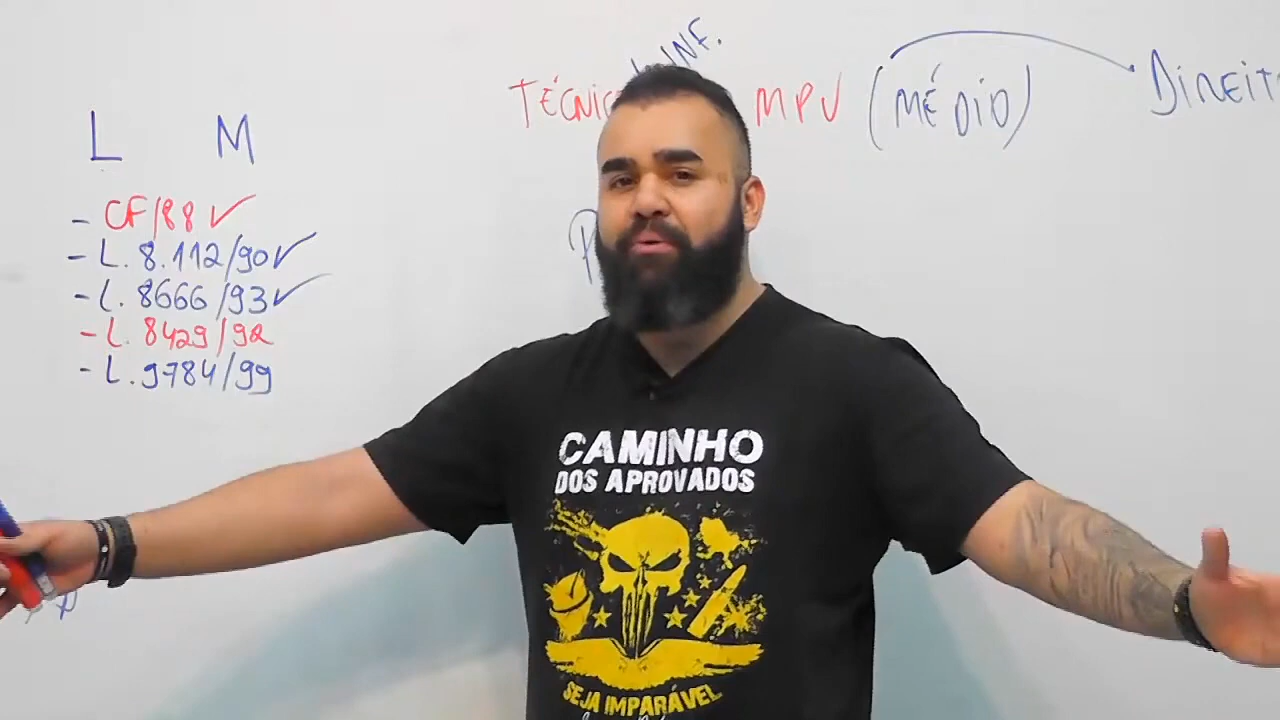 INF.
TÉCNIC MPU (MÉDIO) DIREIT
L M
- CF/88 ✓
- L. 8.112/90 ✓
- L. 8666/93 ✓
- L. 8429/92
- L. 9784/99
CAMINHO
DOS APROVADOS
SEJA IMPARÁVEL